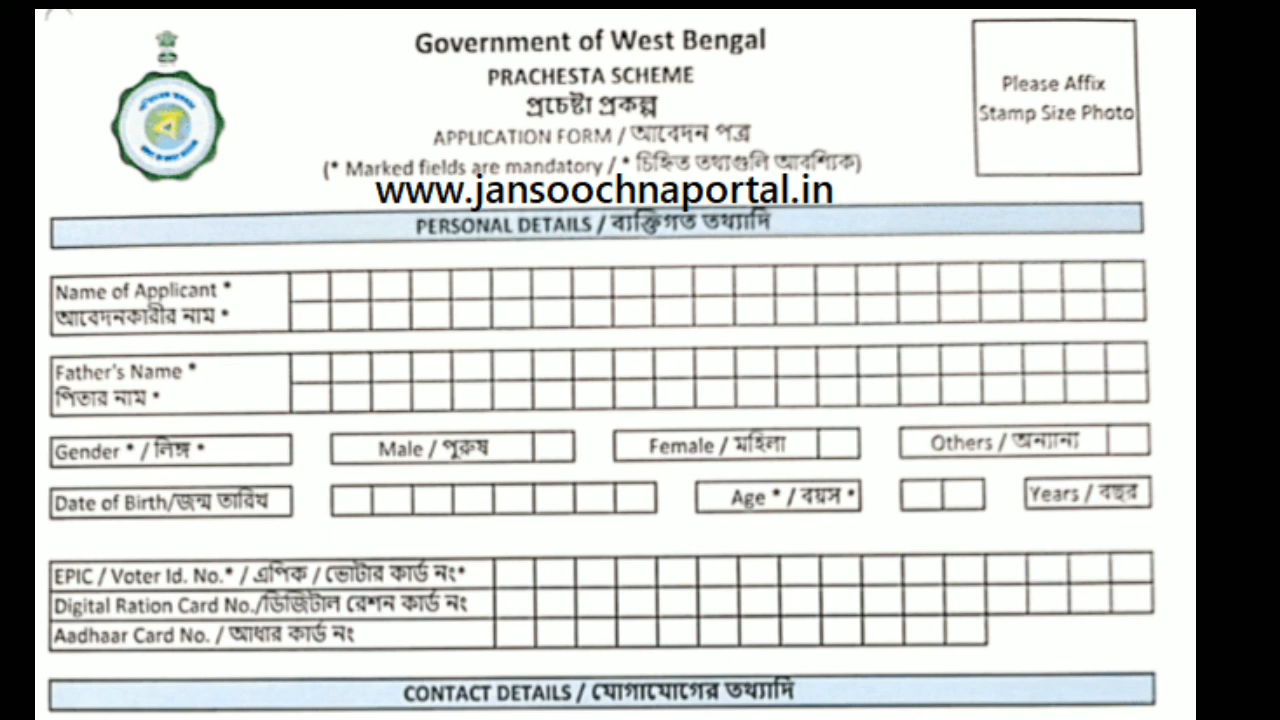 Government of West Bengal
PRACHESTA SCHEME
প্রচেষ্টা প্রকল্প
APPLICATION FORM / আবেদন পত্র
(* Marked fields are mandatory / * চিহ্নিত তথ্যগুলি আবশ্যিক)
www.jansoochnaportal.in
Please Affix
Stamp Size Photo
PERSONAL DETAILS / ব্যক্তিগত তথ্যাদি
Name of Applicant *
আবেদনকারীর নাম *
Father's Name *
পিতার নাম *
Gender * / লিঙ্গ * Male / পুরুষ Female / মহিলা Others / অন্যান্য
Date of Birth/জন্ম তারিখ Age * / বয়স * Years / বছর
EPIC / Voter Id. No.* / এপিক / ভোটার কার্ড নং*
Digital Ration Card No./ডিজিটাল রেশন কার্ড নং
Aadhaar Card No. / আধার কার্ড নং
CONTACT DETAILS / যোগাযোগের তথ্যাদি